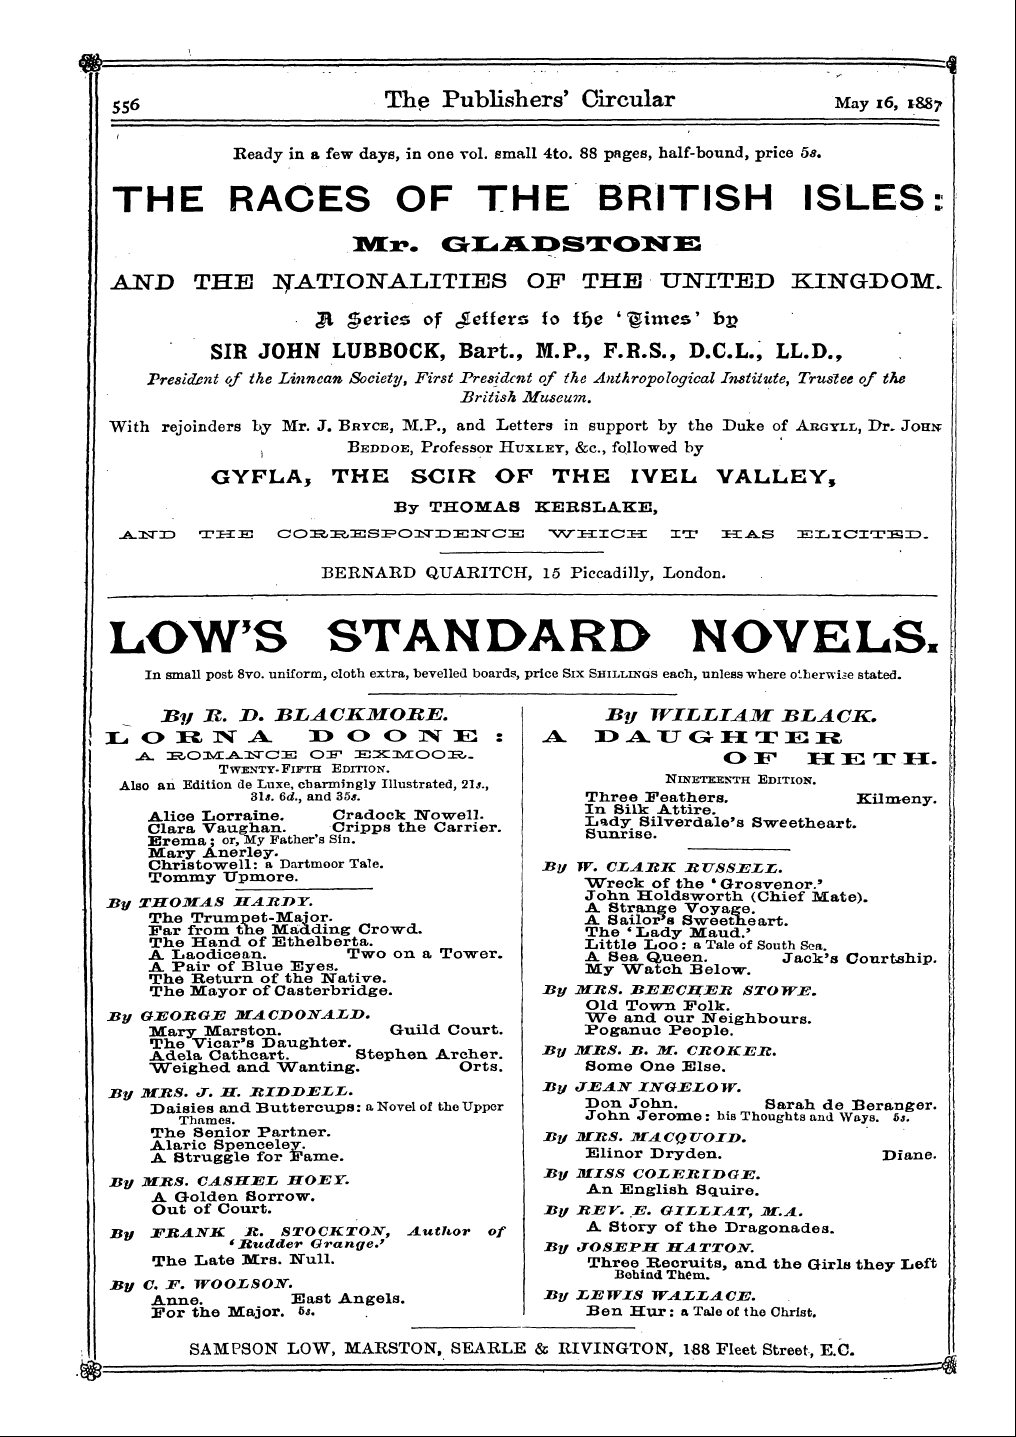 556 The Publishers' Circular May 16, 1887
Ready in a few days, in one vol. small 4to. 88 pages, half-bound, price 5s.
THE RACES OF THE BRITISH ISLES:
Mr. GLADSTONE
AND THE NATIONALITIES OF THE UNITED KINGDOM.
A Series of Letters to the 'Times' by
SIR JOHN LUBBOCK, Bart., M.P., F.R.S., D.C.L., LL.D.,
President of the Linnean Society, First President of the Anthropological Institute, Trustee of the
British Museum.
With rejoinders by Mr. J. BRYCE, M.P., and Letters in support by the Duke of ARGYLL, Dr. JOHN
BEDDOE, Professor HUXLEY, &c., followed by
GYFLA, THE SCIR OF THE IVEL VALLEY,
By THOMAS KERSLAKE,
AND THE CORRESPONDENCE WHICH IT HAS ELICITED.
BERNARD QUARITCH, 15 Piccadilly, London.
LOW'S STANDARD NOVELS.
In small post 8vo. uniform, cloth extra, bevelled boards, price SIX SHILLINGS each, unless where otherwise stated.
By R. D. BLACKMORE.
LORNA DOONE:
A ROMANCE OF EXMOOR.
TWENTY-FIFTH EDITION.
Also an Edition de Luxe, charmingly Illustrated, 21s.,
31s. 6d., and 35s.
Alice Lorraine. Cradock Nowell.
Clara Vaughan. Cripps the Carrier.
Erema; or, My Father's Sin.
Mary Anerley.
Christowell: a Dartmoor Tale.
Tommy Upmore.
By THOMAS HARDY.
The Trumpet-Major.
Far from the Madding Crowd.
The Hand of Ethelberta.
A Laodicean. Two on a Tower.
A Pair of Blue Eyes.
The Return of the Native.
The Mayor of Casterbridge.
By GEORGE MACDONALD.
Mary Marston. Guild Court.
The Vicar's Daughter.
Adela Cathcart. Stephen Archer.
Weighed and Wanting. Orts.
By MRS. J. H. RIDDELL.
Daisies and Buttercups: a Novel of the Upper
Thames.
The Senior Partner.
Alaric Spenceley.
A Struggle for Fame.
By MRS. CASHEL HOEY.
A Golden Sorrow.
Out of Court.
By FRANK R. STOCKTON, Author of
'Rudder Grange.'
The Late Mrs. Null.
By C. F. WOOLSON.
Anne. East Angels.
For the Major. 5s.
By WILLIAM BLACK.
A DAUGHTER
OF HETH.
NINETEENTH EDITION.
Three Feathers. Kilmeny.
In Silk Attire.
Lady Silverdale's Sweetheart.
Sunrise.
By W. CLARK RUSSELL.
Wreck of the 'Grosvenor.'
John Holdsworth (Chief Mate).
A Strange Voyage.
A Sailor's Sweetheart.
The 'Lady Maud.'
Little Loo: a Tale of South Sea.
A Sea Queen. Jack's Courtship.
My Watch Below.
By MRS. BEECHER STOWE.
Old Town Folk.
We and our Neighbours.
Poganuc People.
By MRS. B. M. CROKER.
Some One Else.
By JEAN INGELOW.
Don John. Sarah de Beranger.
John Jerome: his Thoughts and Ways. 5s.
By MRS. MACQUOID.
Elinor Dryden. Diane.
By MISS COLERIDGE.
An English Squire.
By REV. E. GILLIAT, M.A.
A Story of the Dragonades.
By JOSEPH HATTON.
Three Recruits, and the Girls they Left
Behind Them.
By LEWIS WALLACE.
Ben Hur: a Tale of the Christ.
SAMPSON LOW, MARSTON, SEARLE & RIVINGTON, 188 Fleet Street, E.C.